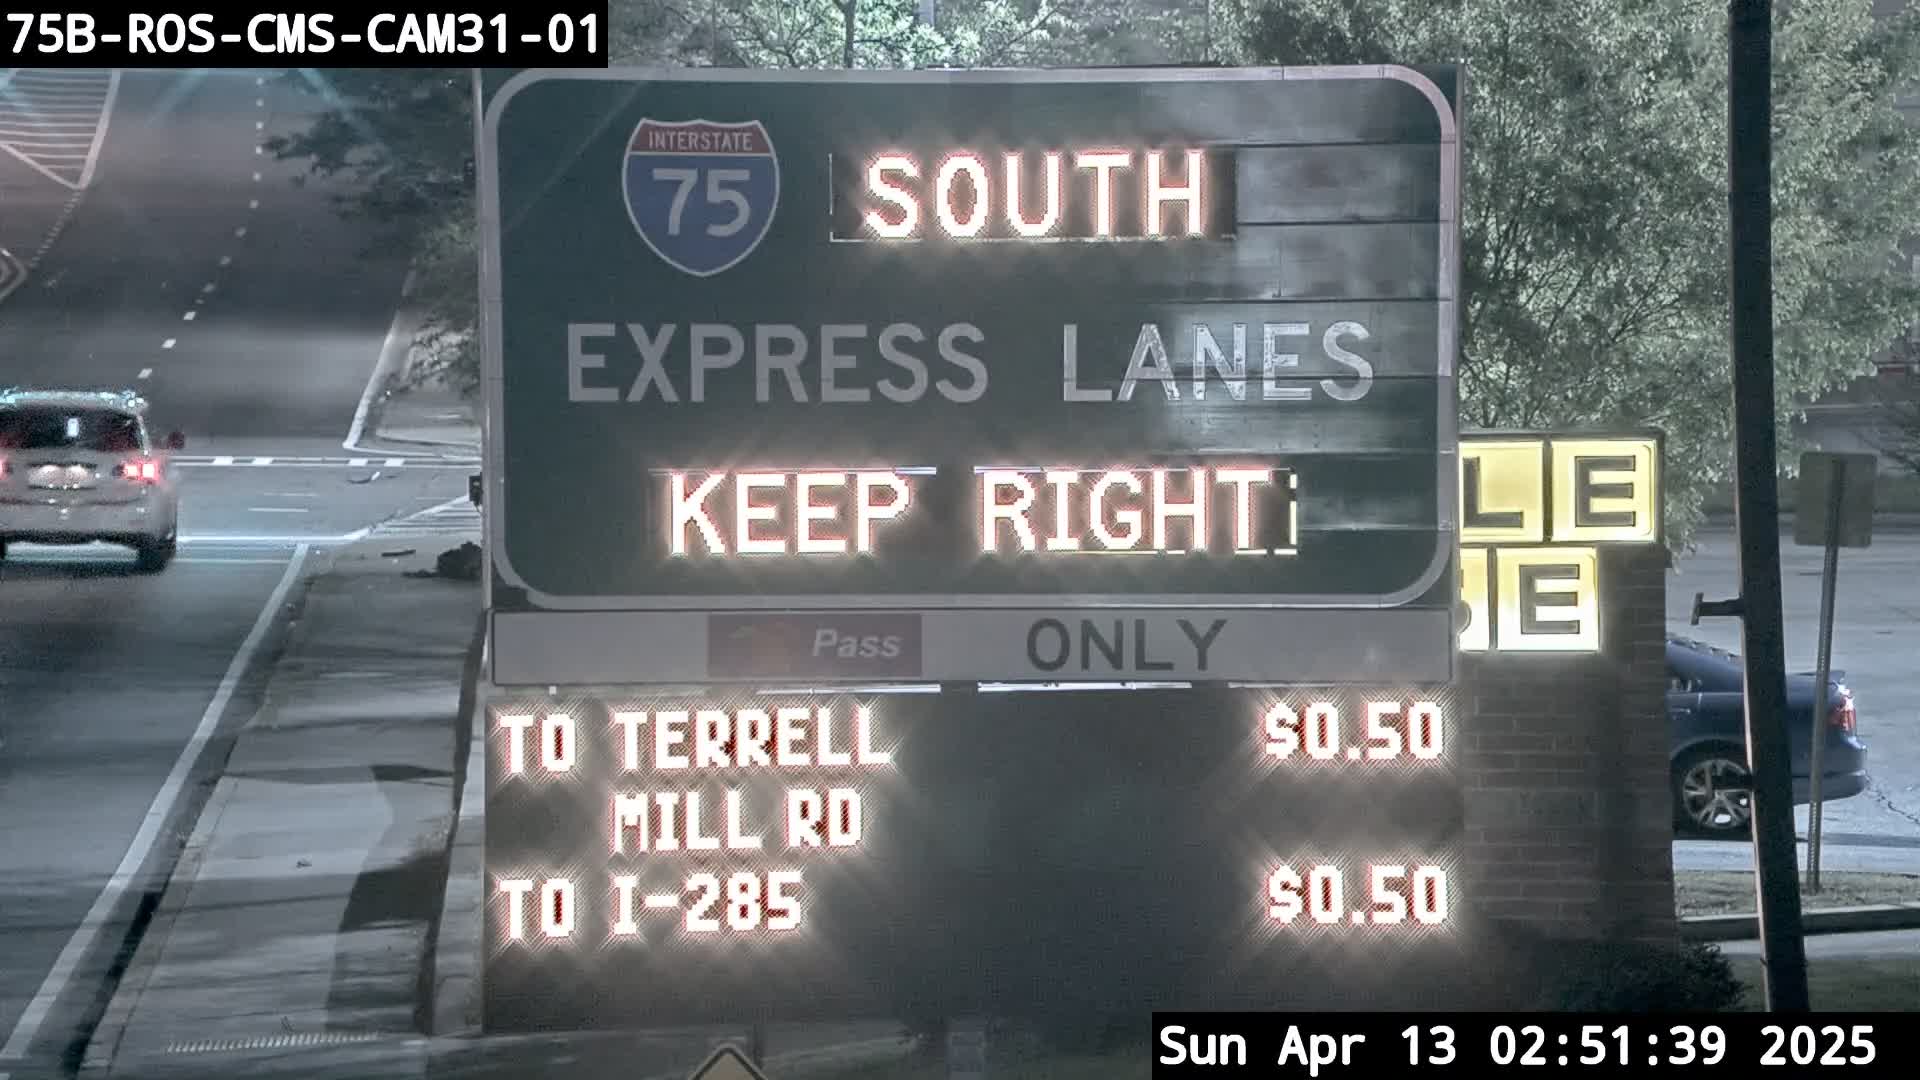 75B-ROS-CMS-CAM31-01
INTERSTATE
75
SOUTH
EXPRESS LANES
KEEP RIGHT
Pass ONLY
TO TERRELL $0.50
MILL RD
TO I-285 $0.50
LE
E
Sun Apr 13 02:51:39 2025